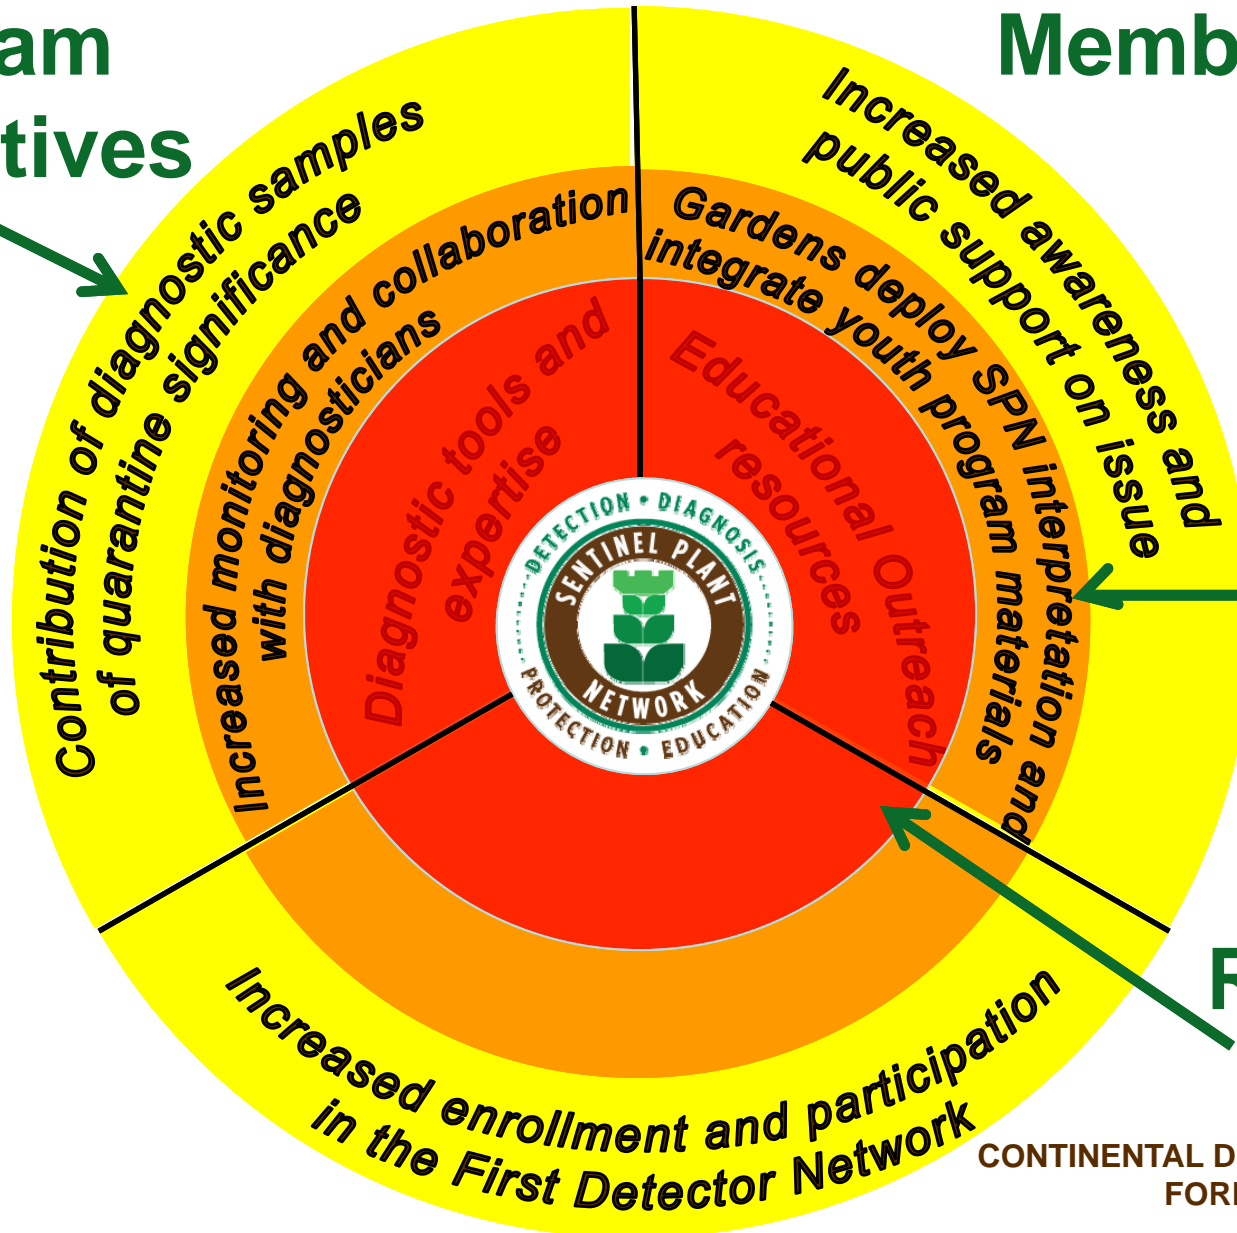 am
tives
Memb
Contribution of diagnostic samples
of quarantine significance
Increased awareness and
public support on issue
Increased monitoring and collaboration
with diagnosticians
Gardens deploy SPN interpretation and
integrate youth program materials
Diagnostic tools and
expertise
Educational Outreach
resources
DETECTION • DIAGNOSIS
SENTINEL PLANT
NETWORK
PROTECTION • EDUCATION
R
Increased enrollment and participation
in the First Detector Network
CONTINENTAL D
FOR